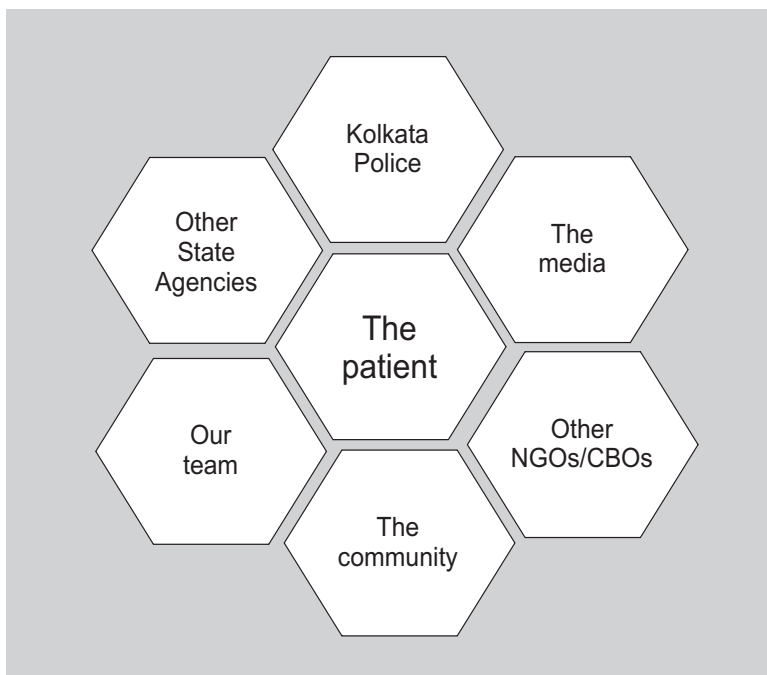 Kolkata
Police
Other
State
Agencies
The
media
The
patient
Our
team
Other
NGOs/CBOs
The
community